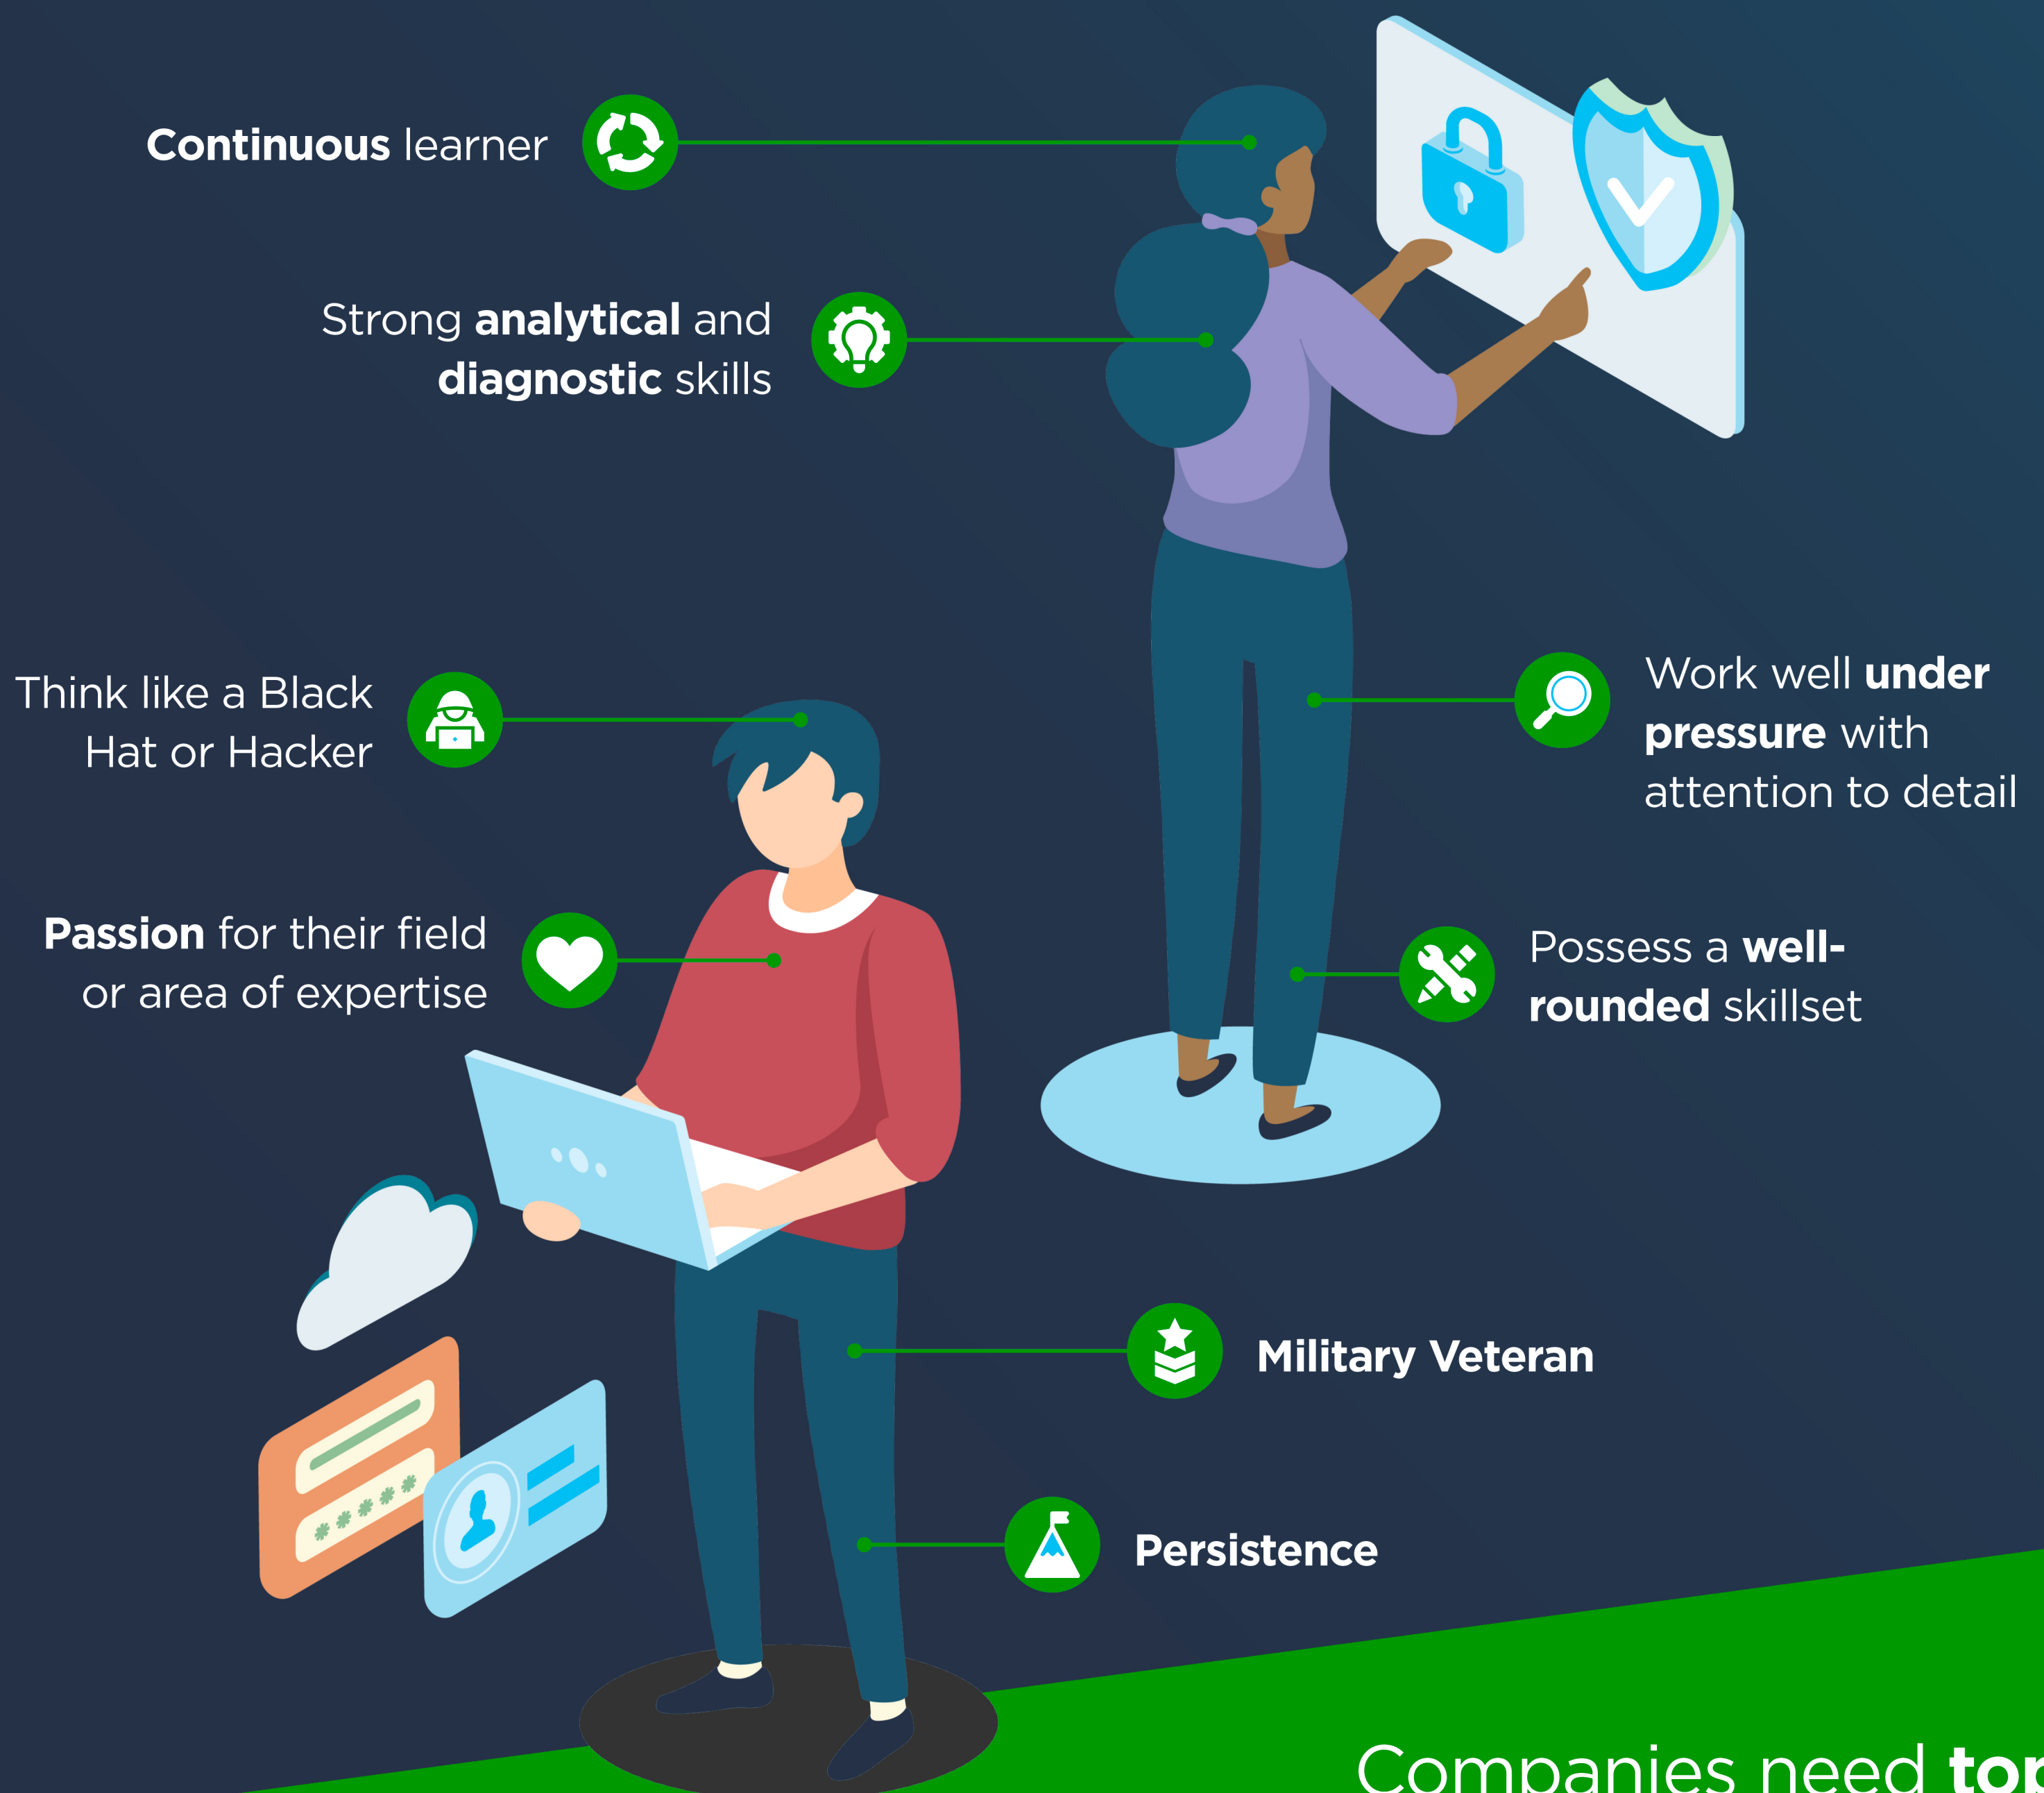 Continuous learner
Strong analytical and
diagnostic skills
Think like a Black
Hat or Hacker
Work well under
pressure with
attention to detail
Passion for their field
or area of expertise
Possess a well-
rounded skillset
Military Veteran
Persistence
Companies need